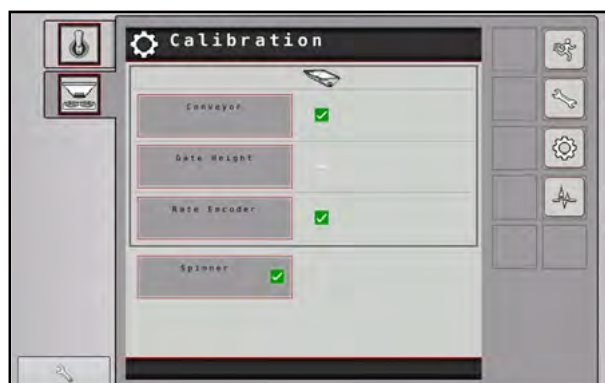 Calibration
Conveyor
Gate Height
Rate Encoder
Spinner